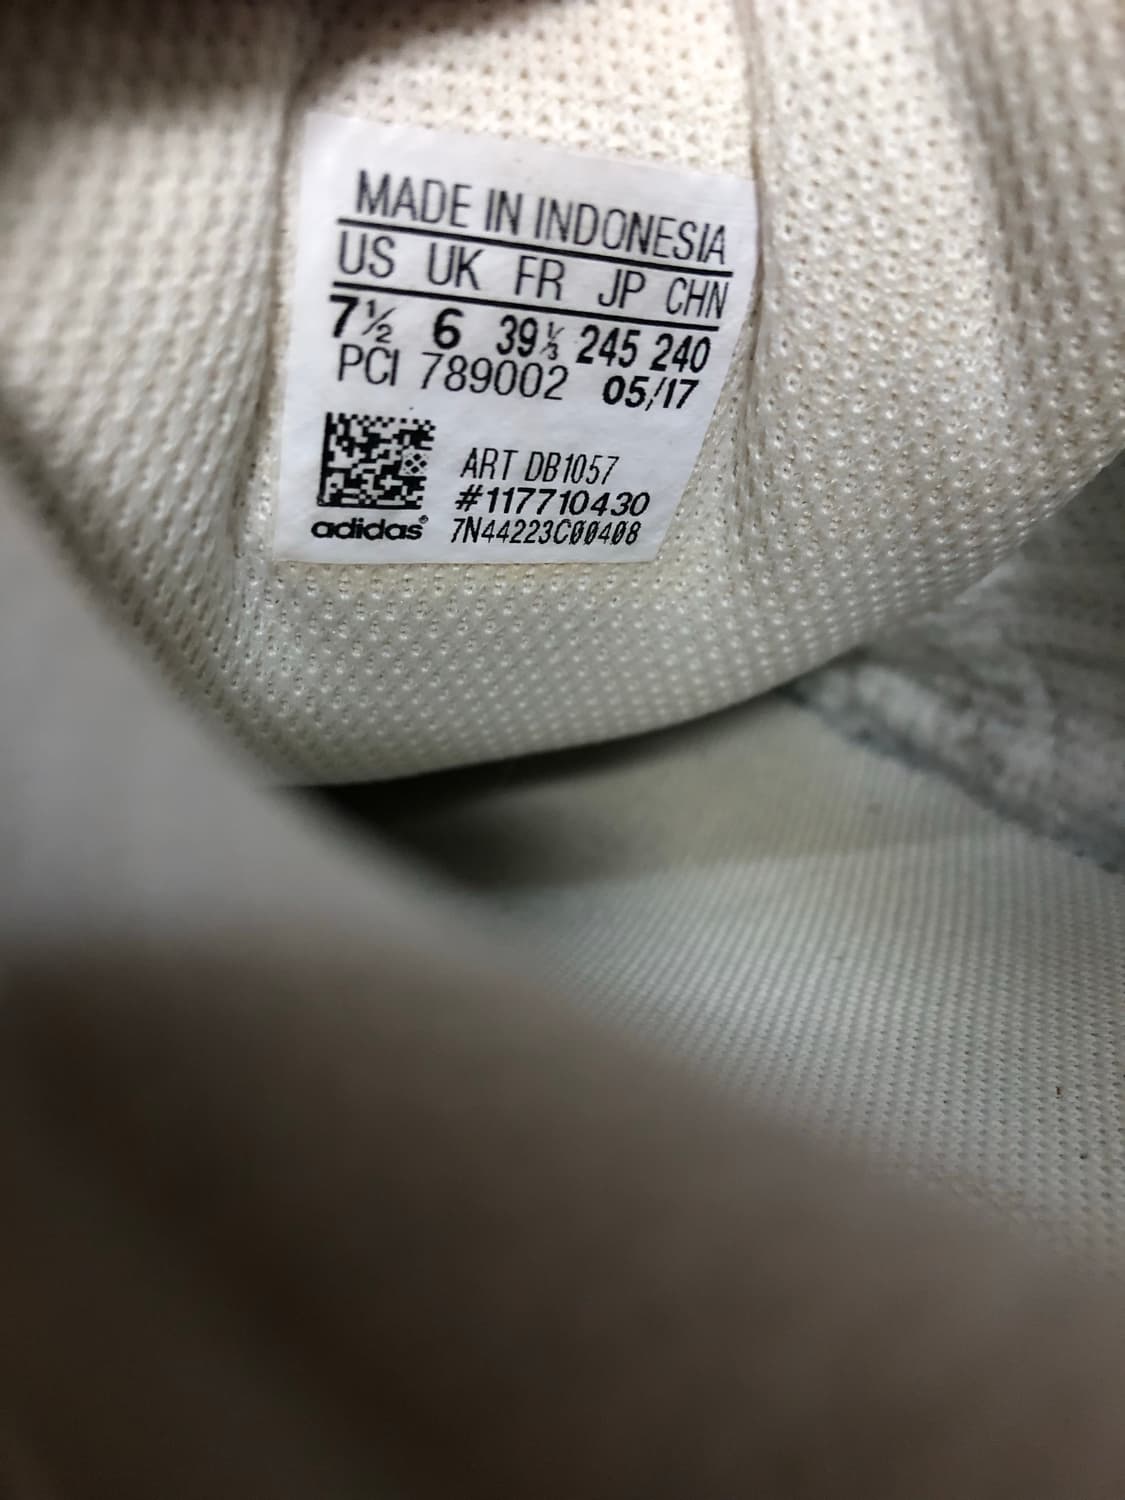 MADE IN INDONESIA
US UK FR JP CHN
7½ 6 39⅓ 245 240
PCI 789002 05/17
ART DB1057
#117710430
adidas® 7N44223C00408